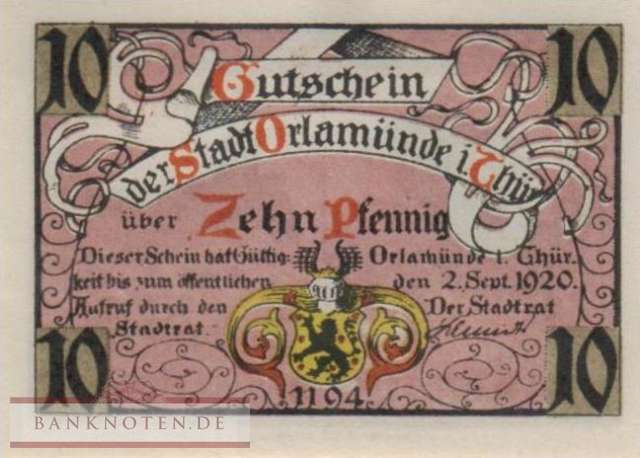 10 10
Gutschein
der Stadt Orlamünde i. Thür.
über Zehn Pfennig
Dieser Schein hat Gültig- Orlamünde i. Thür.
keit bis zum öffentlichen den 2. Sept. 1920.
Aufruf durch den Der Stadtrat
Stadtrat.
10 1194. 10
BANKNOTEN.DE